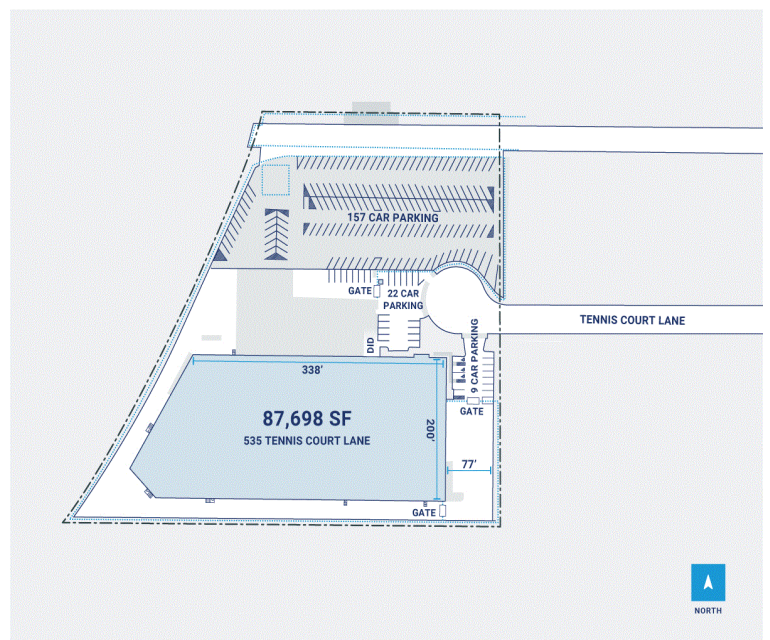 157 CAR PARKING
GATE
22 CAR
PARKING
TENNIS COURT LANE
DID
9 CAR PARKING
338'
GATE
87,698 SF
535 TENNIS COURT LANE
200'
77'
GATE
NORTH